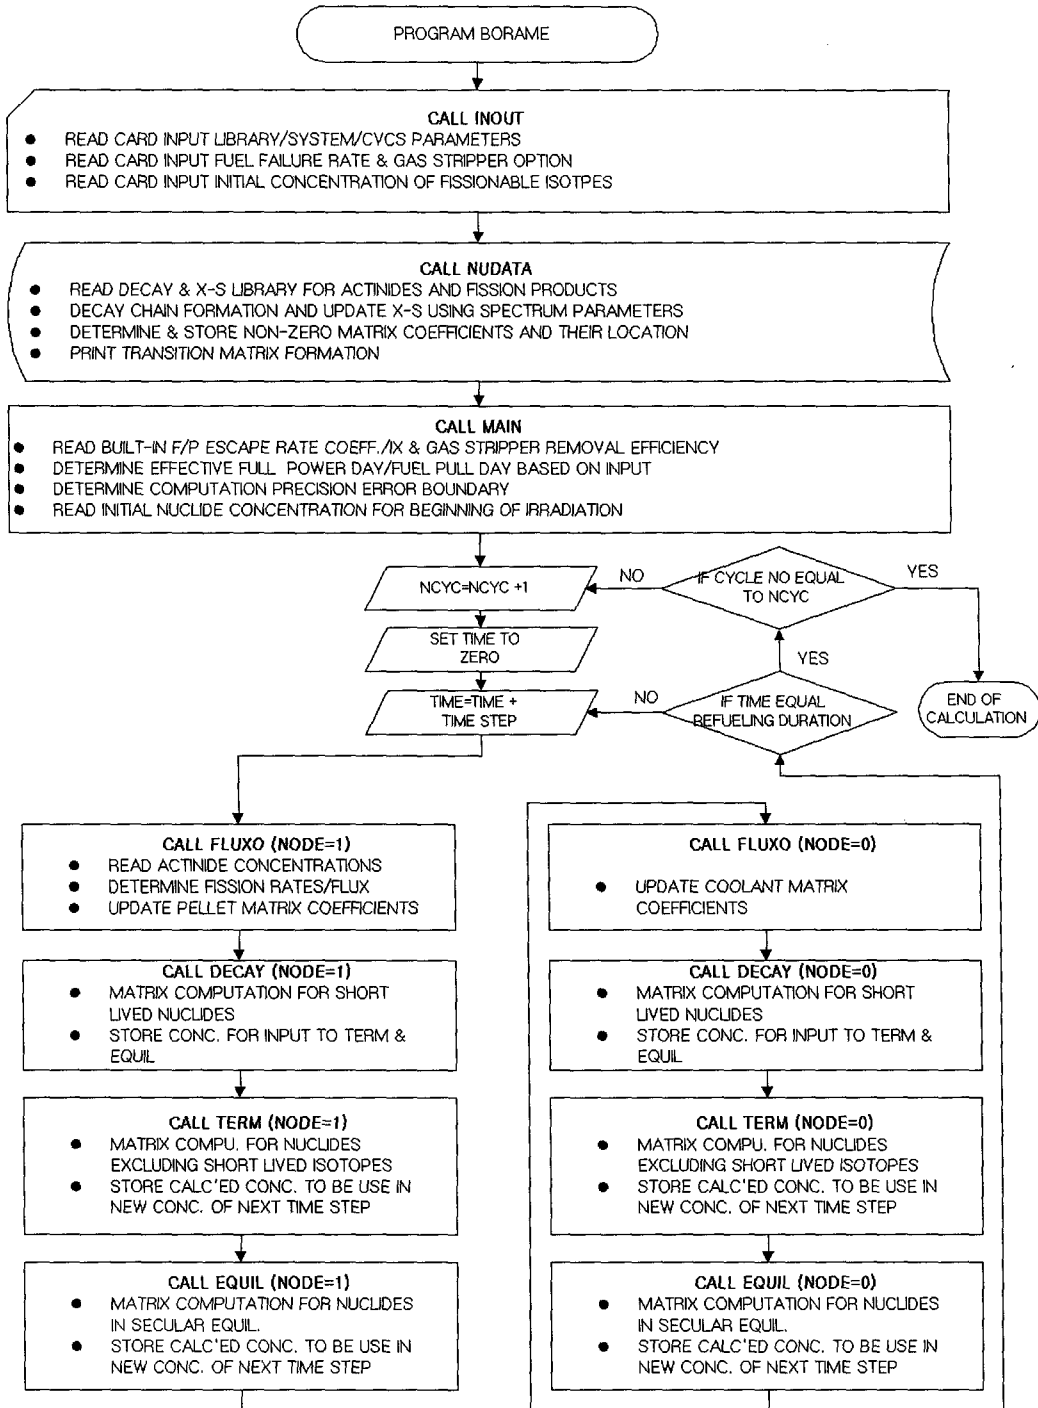 PROGRAM BORAME
CALL INOUT
● READ CARD INPUT LIBRARY/SYSTEM/CVCS PARAMETERS
● READ CARD INPUT FUEL FAILURE RATE & GAS STRIPPER OPTION
● READ CARD INPUT INITIAL CONCENTRATION OF FISSIONABLE ISOTPES
CALL NUDATA
● READ DECAY & X-S LIBRARY FOR ACTINIDES AND FISSION PRODUCTS
● DECAY CHAIN FORMATION AND UPDATE X-S USING SPECTRUM PARAMETERS
● DETERMINE & STORE NON-ZERO MATRIX COEFFICIENTS AND THEIR LOCATION
● PRINT TRANSITION MATRIX FORMATION
CALL MAIN
● READ BUILT-IN F/P ESCAPE RATE COEFF./IX & GAS STRIPPER REMOVAL EFFICIENCY
● DETERMINE EFFECTIVE FULL POWER DAY/FUEL PULL DAY BASED ON INPUT
● DETERMINE COMPUTATION PRECISION ERROR BOUNDARY
● READ INITIAL NUCLIDE CONCENTRATION FOR BEGINNING OF IRRADIATION
NCYC=NCYC +1
NO
IF CYCLE NO EQUAL
TO NCYC
YES
SET TIME TO
ZERO
YES
TIME=TIME +
TIME STEP
NO
IF TIME EQUAL
REFUELING DURATION
END OF
CALCULATION
CALL FLUXO (NODE=1)
● READ ACTINIDE CONCENTRATIONS
● DETERMINE FISSION RATES/FLUX
● UPDATE PELLET MATRIX COEFFICIENTS
CALL DECAY (NODE=1)
● MATRIX COMPUTATION FOR SHORT
LIVED NUCLIDES
● STORE CONC. FOR INPUT TO TERM &
EQUIL
CALL TERM (NODE=1)
● MATRIX COMPU. FOR NUCLIDES
EXCLUDING SHORT LIVED ISOTOPES
● STORE CALC'ED CONC. TO BE USE IN
NEW CONC. OF NEXT TIME STEP
CALL EQUIL (NODE=1)
● MATRIX COMPUTATION FOR NUCLIDES
IN SECULAR EQUIL.
● STORE CALC'ED CONC. TO BE USE IN
NEW CONC. OF NEXT TIME STEP
CALL FLUXO (NODE=0)
● UPDATE COOLANT MATRIX
COEFFICIENTS
CALL DECAY (NODE=0)
● MATRIX COMPUTATION FOR SHORT
LIVED NUCLIDES
● STORE CONC. FOR INPUT TO TERM &
EQUIL
CALL TERM (NODE=0)
● MATRIX COMPU. FOR NUCLIDES
EXCLUDING SHORT LIVED ISOTOPES
● STORE CALC'ED CONC. TO BE USE IN
NEW CONC. OF NEXT TIME STEP
CALL EQUIL (NODE=0)
● MATRIX COMPUTATION FOR NUCLIDES
IN SECULAR EQUIL.
● STORE CALC'ED CONC. TO BE USE IN
NEW CONC. OF NEXT TIME STEP